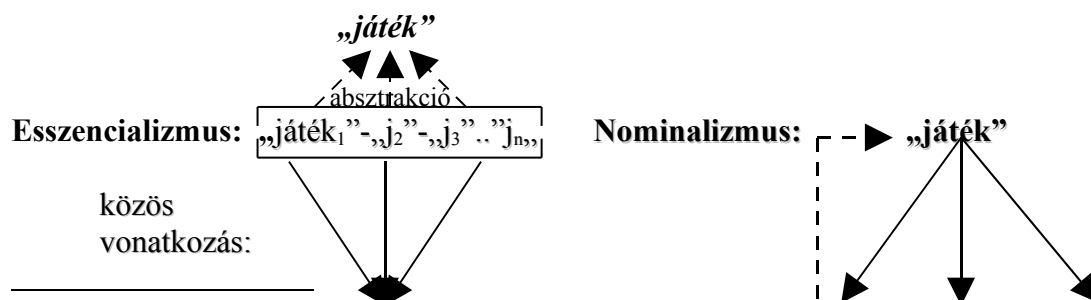 „játék”
absztrakció
Esszencializmus: „játék₁”-„j₂”-„j₃”..”jₙ„
Nominalizmus: „játék”
közös
vonatkozás: